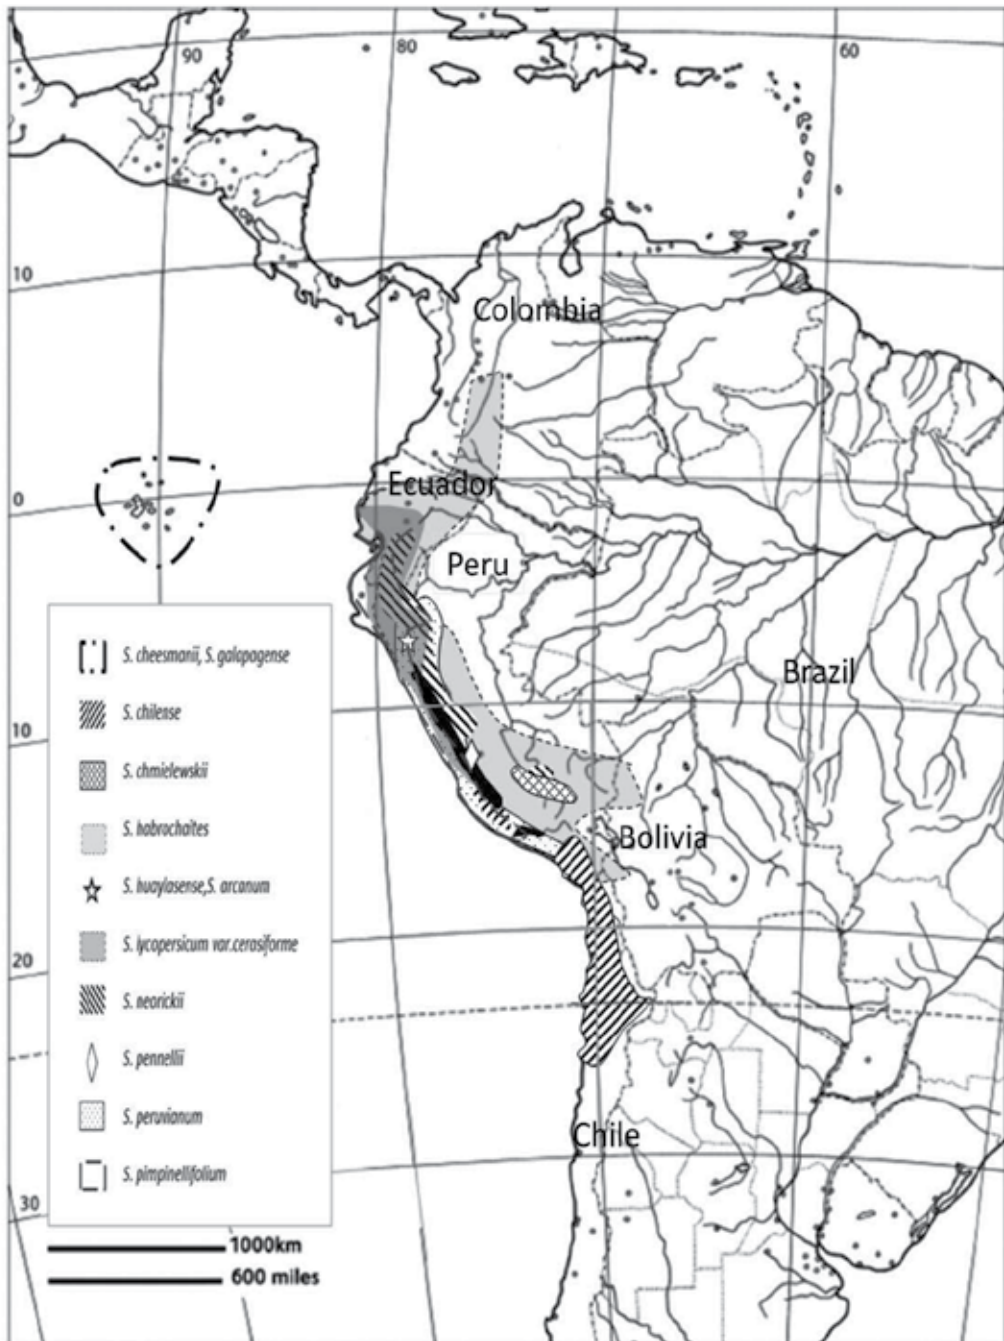 90
80
60
10
Colombia
0
Ecuador
Peru
S. cheesmanii, S. galapagense
S. chilense
Brazil
10
S. chmielewskii
S. habrochaites
Bolivia
S. huaylasense,S. arcanum
S. lycopersicum var.cerasiforme
20
S. neorickii
S. pennellii
S. peruvianum
Chile
S. pimpinellifolium
30
1000km
600 miles